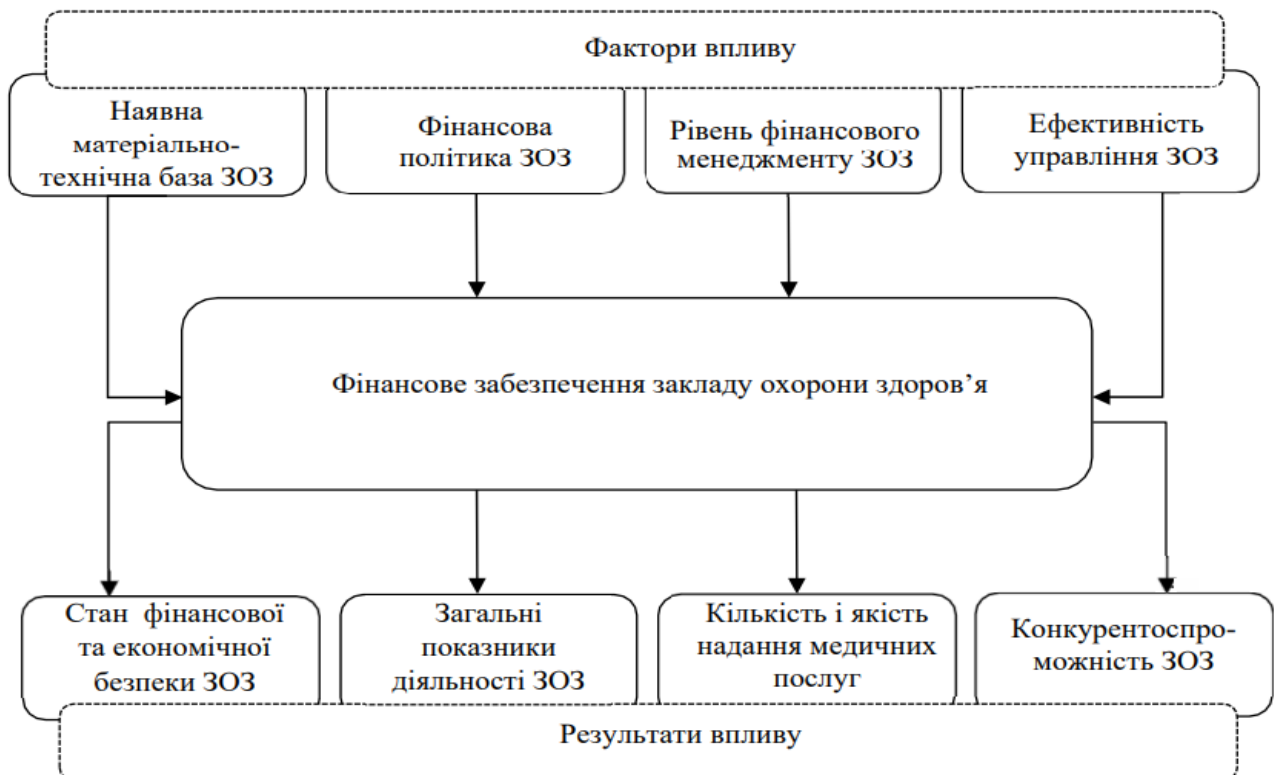 Фактори впливу
Наявна
матеріально-
технічна база ЗОЗ
Фінансова
політика ЗОЗ
Рівень фінансового
менеджменту ЗОЗ
Ефективність
управління ЗОЗ
Фінансове забезпечення закладу охорони здоров’я
Стан фінансової
та економічної
безпеки ЗОЗ
Загальні
показники
діяльності ЗОЗ
Кількість і якість
надання медичних
послуг
Конкурентоспро-
можність ЗОЗ
Результати впливу